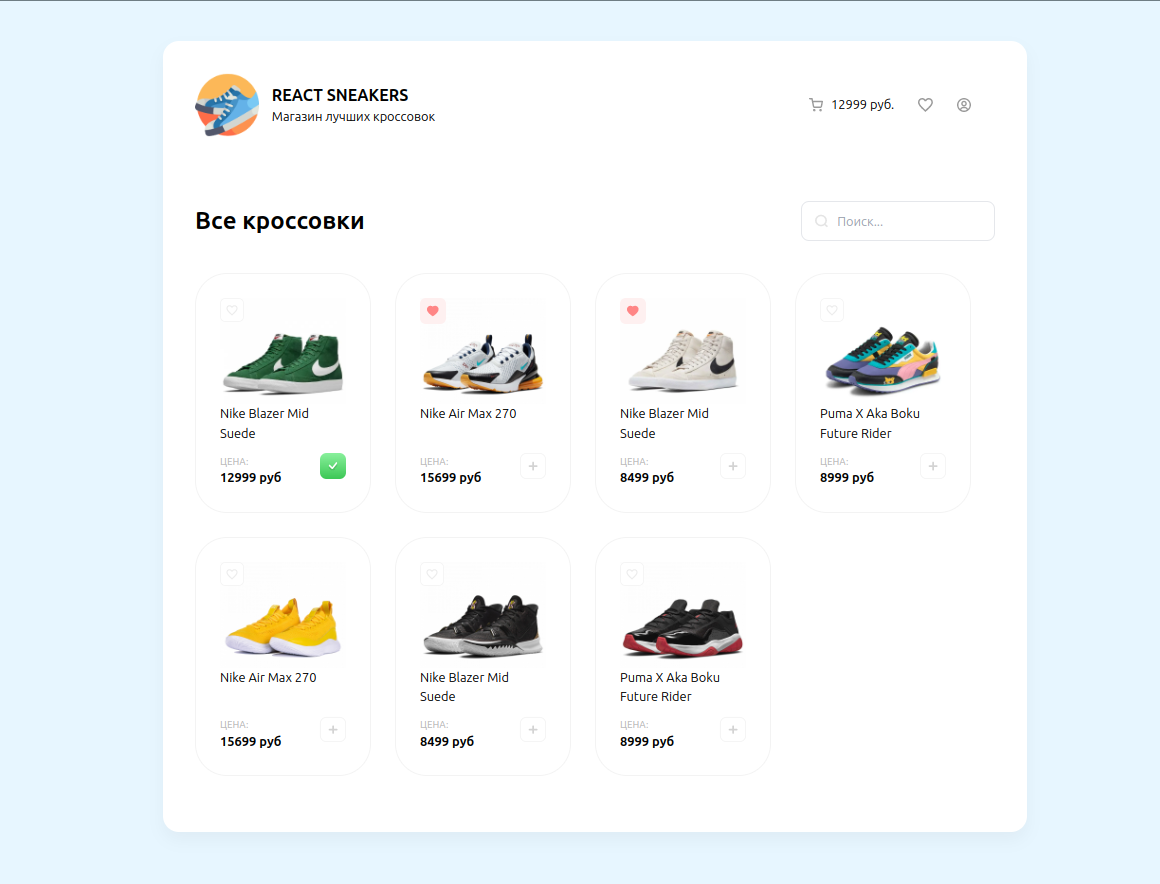 REACT SNEAKERS
Магазин лучших кроссовок
12999 руб.
Все кроссовки
Поиск...
Nike Blazer Mid
Suede
ЦЕНА:
12999 руб
Nike Air Max 270
ЦЕНА:
15699 руб
Nike Blazer Mid
Suede
ЦЕНА:
8499 руб
Puma X Aka Boku
Future Rider
ЦЕНА:
8999 руб
Nike Air Max 270
ЦЕНА:
15699 руб
Nike Blazer Mid
Suede
ЦЕНА:
8499 руб
Puma X Aka Boku
Future Rider
ЦЕНА:
8999 руб